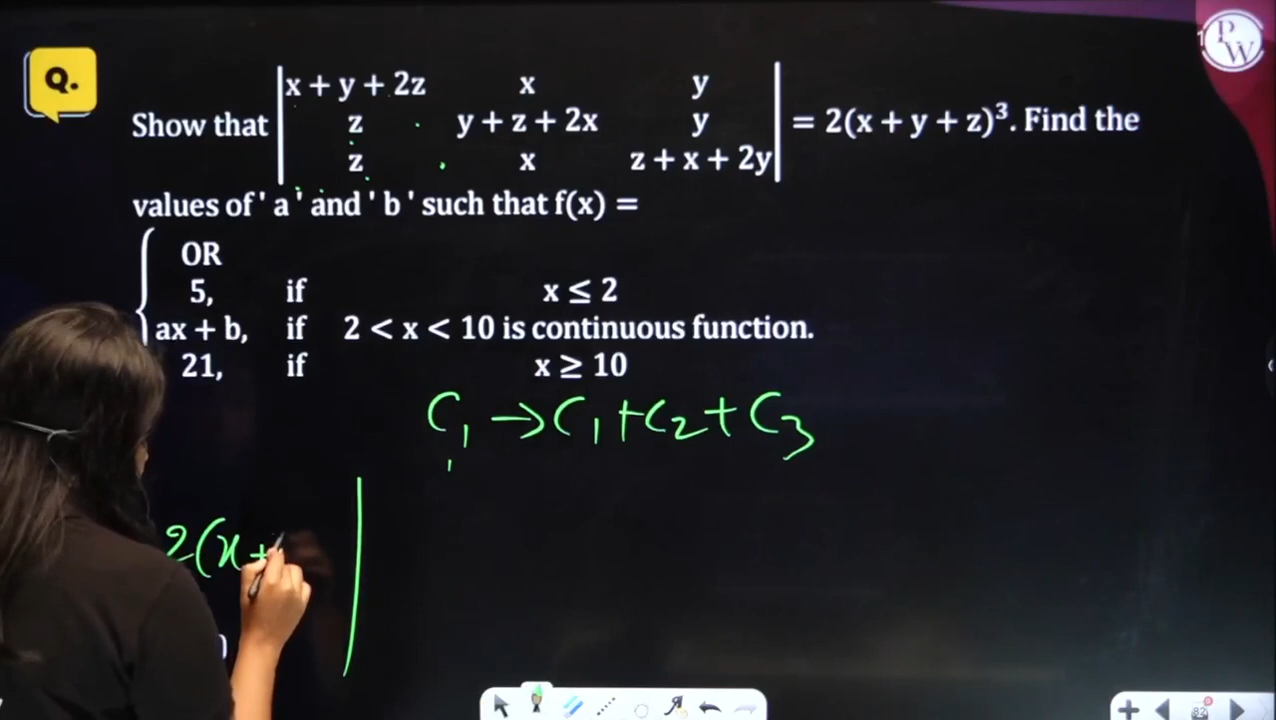 PW
Q.
x + y + 2z x y
Show that z y + z + 2x y = 2(x + y + z)³. Find the
z x z + x + 2y
values of ' a ' and ' b ' such that f(x) =
OR
5, if x ≤ 2
ax + b, if 2 < x < 10 is continuous function.
21, if x ≥ 10
C₁ → C₁ + C₂ + C₃
2(x+